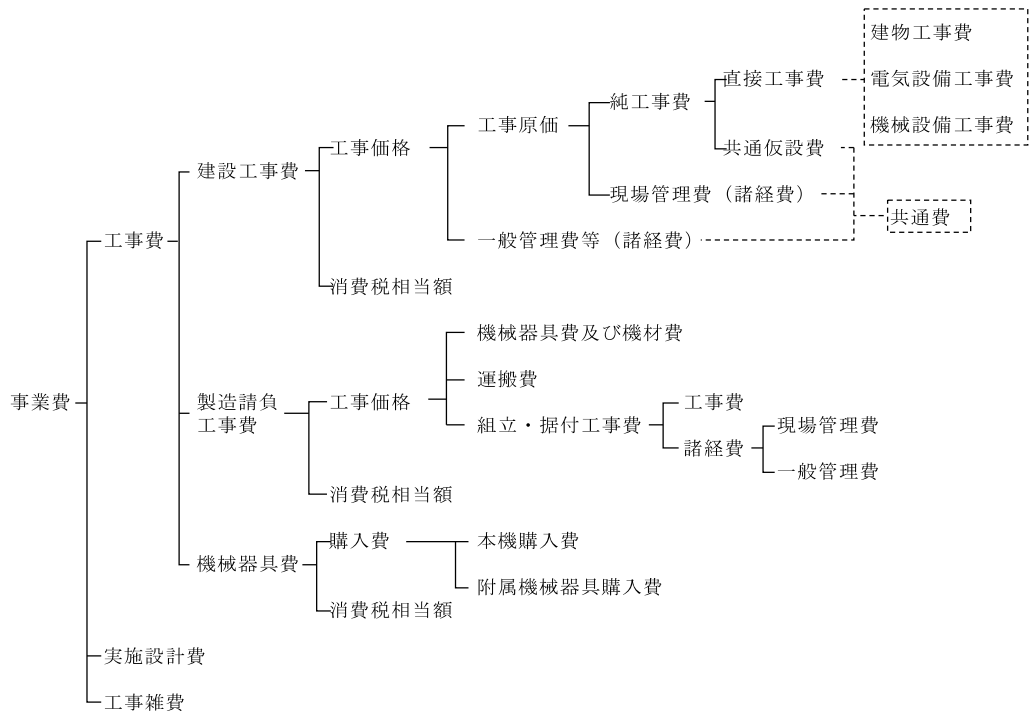 建物工事費
直接工事費
電気設備工事費
純工事費
工事原価
機械設備工事費
工事価格
共通仮設費
建設工事費
現場管理費（諸経費）
共通費
工事費
一般管理費等（諸経費）
消費税相当額
機械器具費及び機材費
運搬費
事業費
製造請負
工事費
工事価格
工事費
組立・据付工事費
現場管理費
諸経費
一般管理費
消費税相当額
購入費
本機購入費
機械器具費
附属機械器具購入費
消費税相当額
実施設計費
工事雑費